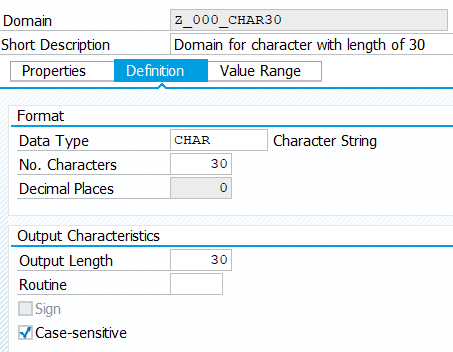 Domain Z_000_CHAR30
Short Description Domain for character with length of 30
Properties Definition Value Range
Format
Data Type CHAR Character String
No. Characters 30
Decimal Places 0
Output Characteristics
Output Length 30
Routine
Sign
Case-sensitive